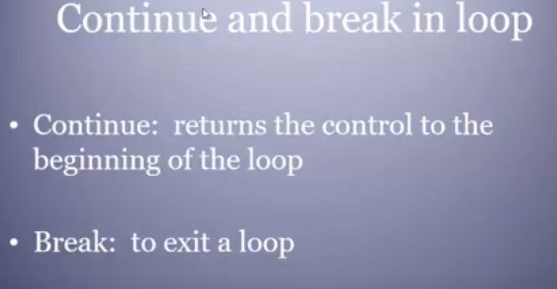 Continue and break in loop
• Continue:  returns the control to the
beginning of the loop
• Break:  to exit a loop